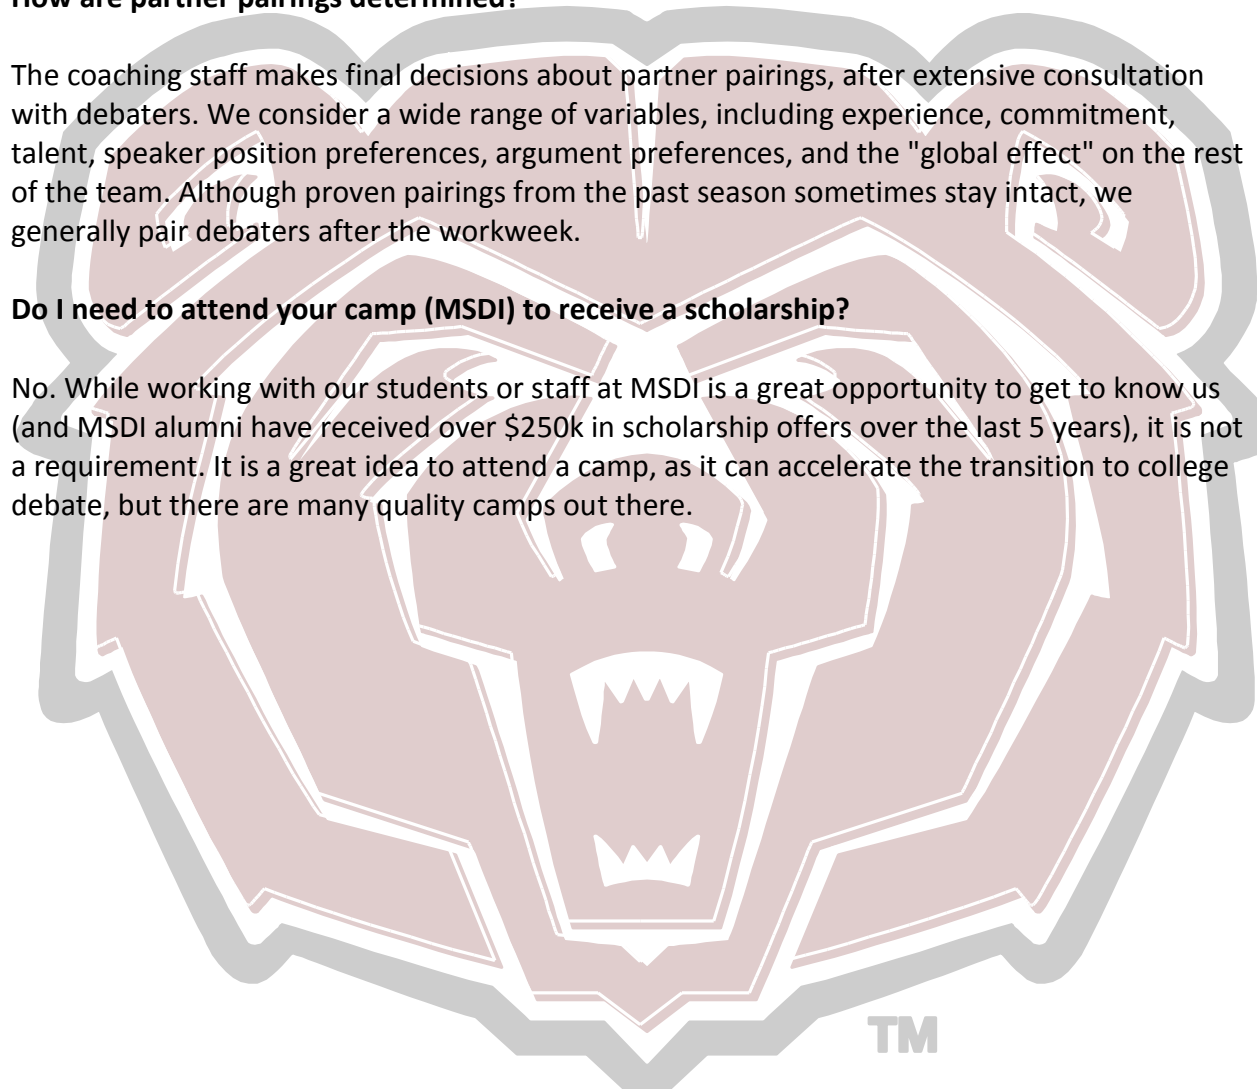 How are partner pairings determined?
The coaching staff makes final decisions about partner pairings, after extensive consultation
with debaters. We consider a wide range of variables, including experience, commitment,
talent, speaker position preferences, argument preferences, and the "global effect" on the rest
of the team. Although proven pairings from the past season sometimes stay intact, we
generally pair debaters after the workweek.
Do I need to attend your camp (MSDI) to receive a scholarship?
No. While working with our students or staff at MSDI is a great opportunity to get to know us
(and MSDI alumni have received over $250k in scholarship offers over the last 5 years), it is not
a requirement. It is a great idea to attend a camp, as it can accelerate the transition to college
debate, but there are many quality camps out there.
TM